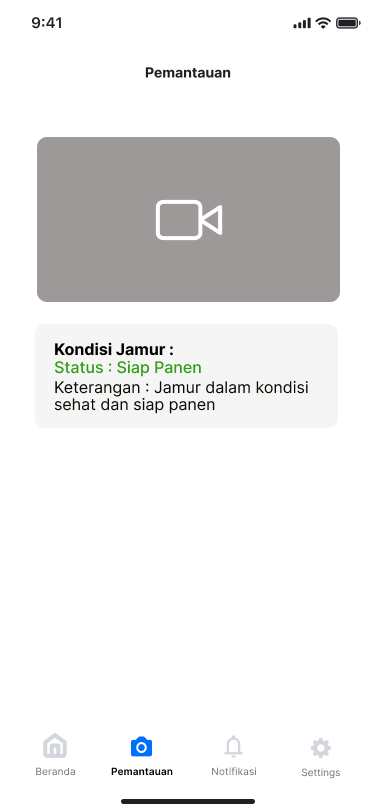 9:41
Pemantauan
Kondisi Jamur :
Status : Siap Panen
Keterangan : Jamur dalam kondisi
sehat dan siap panen
Beranda
Pemantauan
Notifikasi
Settings